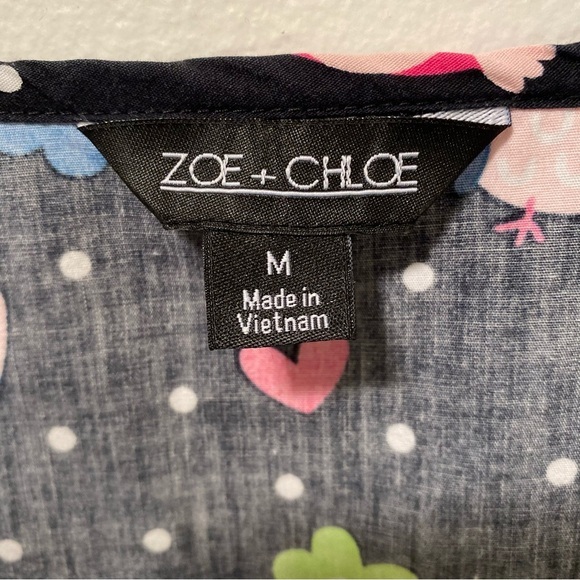 ZOE + CHLOE
M
Made in
Vietnam